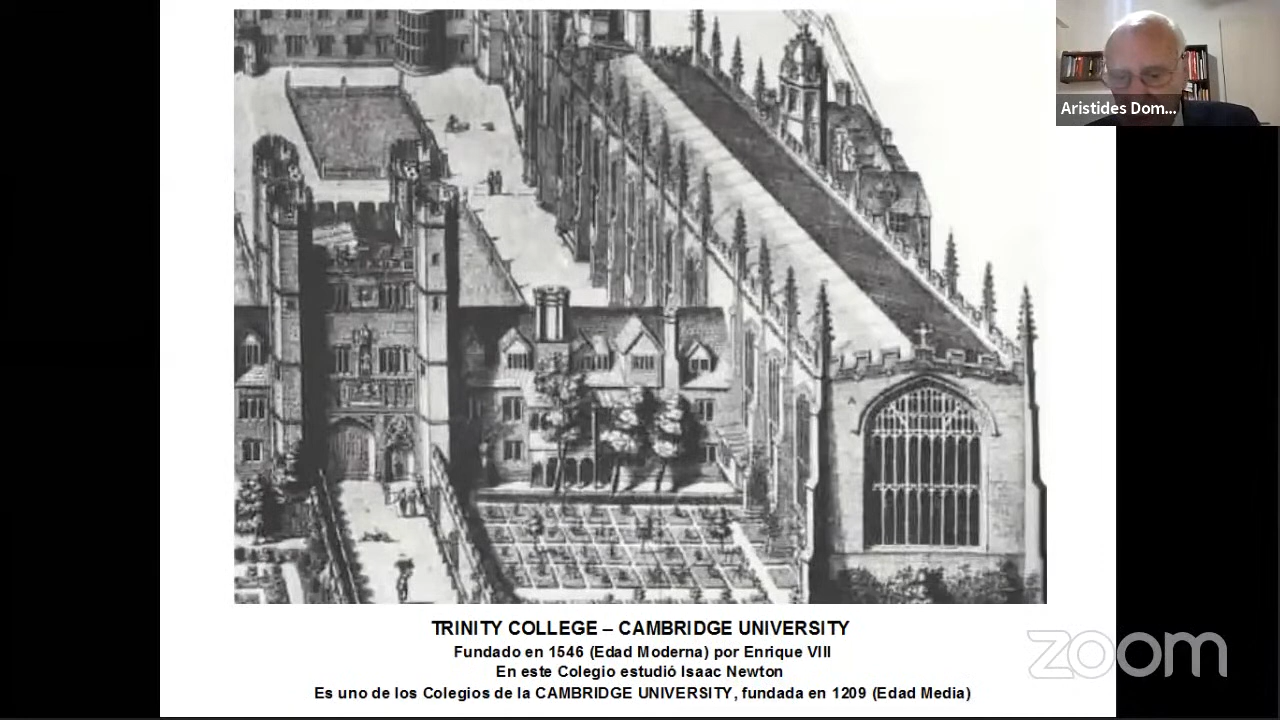 Aristides Dom...
TRINITY COLLEGE – CAMBRIDGE UNIVERSITY
Fundado en 1546 (Edad Moderna) por Enrique VIII
En este Colegio estudió Isaac Newton
Es uno de los Colegios de la CAMBRIDGE UNIVERSITY, fundada en 1209 (Edad Media)
zoom